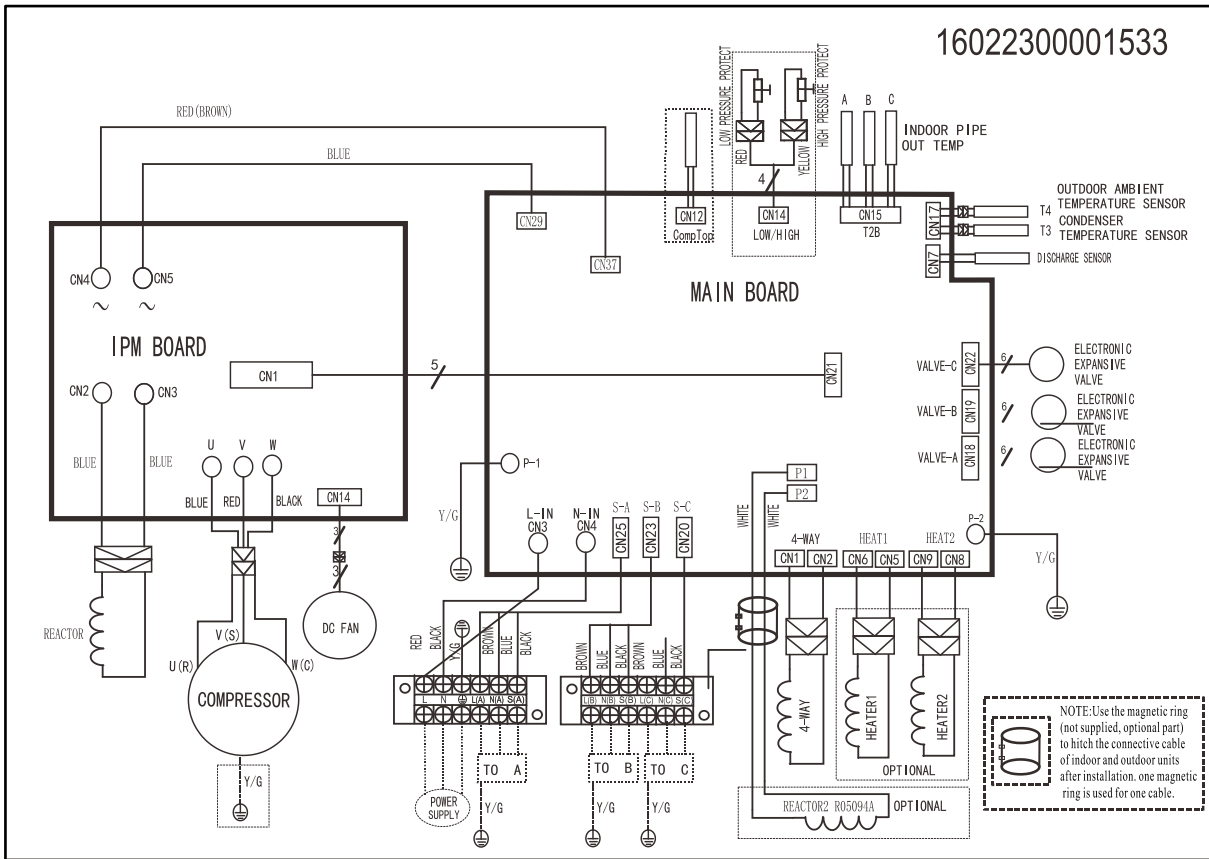 16022300001533
LOW PRESSURE PROTECT
HIGH PRESSURE PROTECT
RED
YELLOW
4
A B C
INDOOR PIPE
OUT TEMP
RED(BROWN)
BLUE
CN29
CN37
CN12
CompTop
CN14
LOW/HIGH
CN15
T2B
CN17
T4
OUTDOOR AMBIENT
TEMPERATURE SENSOR
T3
CONDENSER
TEMPERATURE SENSOR
CN7
DISCHARGE SENSOR
CN4
CN5
~ ~
IPM BOARD
MAIN BOARD
CN1
5
CN21
CN2
CN3
BLUE
BLUE
U V W
BLUE
RED
BLACK
CN14
3
3
DC FAN
REACTOR
V(S)
U(R)
W(C)
COMPRESSOR
Y/G
VALVE-C
CN22
6
ELECTRONIC
EXPANSIVE
VALVE
VALVE-B
CN19
6
ELECTRONIC
EXPANSIVE
VALVE
VALVE-A
CN18
6
ELECTRONIC
EXPANSIVE
VALVE
P-1
Y/G
P1
P2
WHITE
WHITE
P-2
Y/G
L-IN
CN3
N-IN
CN4
S-A
CN25
S-B
CN23
S-C
CN20
4-WAY
CN1 CN2
HEAT1
CN6 CN5
HEAT2
CN9 CN8
RED
BLACK
Y/G
BROWN
BLUE
BLACK
BROWN
BLUE
BLACK
BROWN
BLUE
BLACK
L N L(A) N(A) S(A)
L(B) N(B) S(B) L(C) N(C) S(C)
POWER
SUPPLY
TO A
Y/G
TO B
Y/G
TO C
Y/G
4-WAY
HEATER1
HEATER2
OPTIONAL
REACTOR2 R05094A
OPTIONAL
NOTE:Use the magnetic ring
(not supplied, optional part)
to hitch the connective cable
of indoor and outdoor units
after installation. one magnetic
ring is used for one cable.